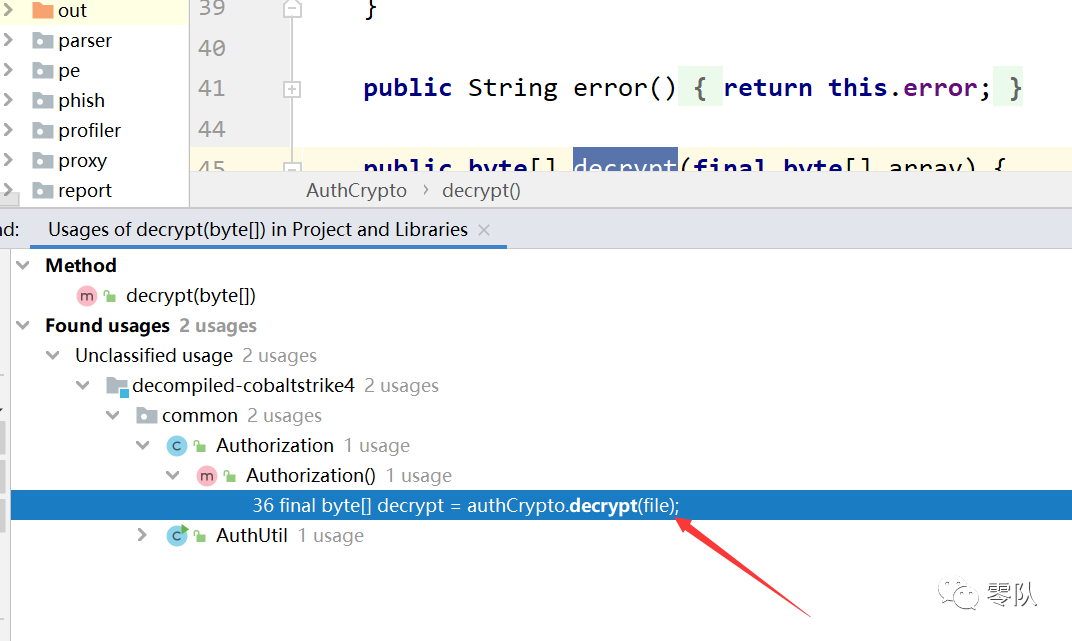 out
parser
pe
phish
profiler
proxy
report
39 }
40
41 public String error() { return this.error; }
44
45 public byte[] decrypt(final byte[] array) {
AuthCrypto › decrypt()
nd: Usages of decrypt(byte[]) in Project and Libraries ×
Method
m decrypt(byte[])
Found usages 2 usages
Unclassified usage 2 usages
decompiled-cobaltstrike4 2 usages
common 2 usages
C Authorization 1 usage
m Authorization() 1 usage
36 final byte[] decrypt = authCrypto.decrypt(file);
C AuthUtil 1 usage
零队